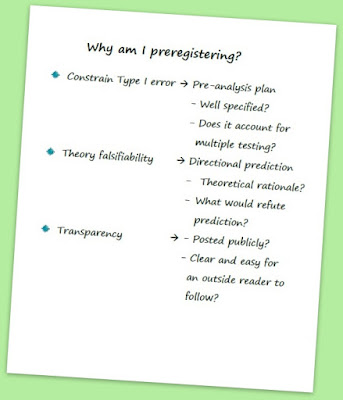 Why am I preregistering?
Constrain Type I error → Pre-analysis plan
- Well specified?
- Does it account for
multiple testing?
Theory falsifiability → Directional prediction
- Theoretical rationale?
- What would refute
prediction?
Transparency → - Posted publicly?
- Clear and easy for
an outside reader to
follow?